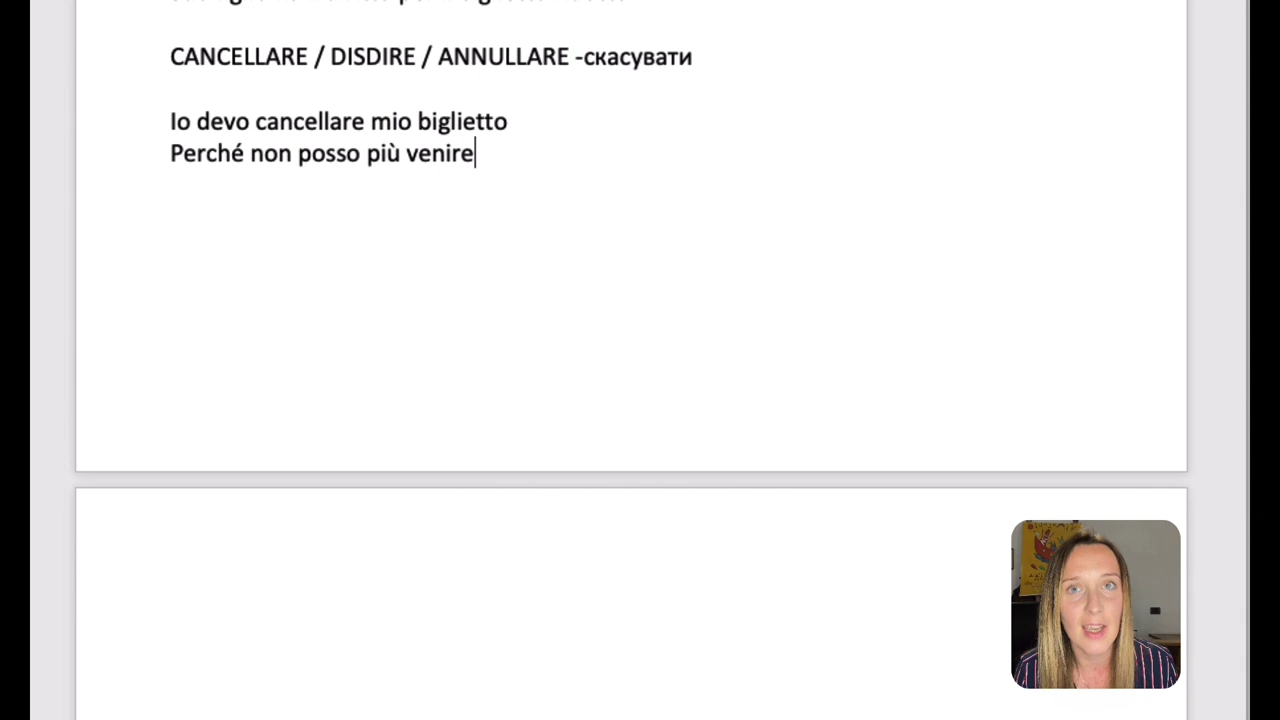 CANCELLARE / DISDIRE / ANNULLARE -скасувати
Io devo cancellare mio biglietto
Perché non posso più venire